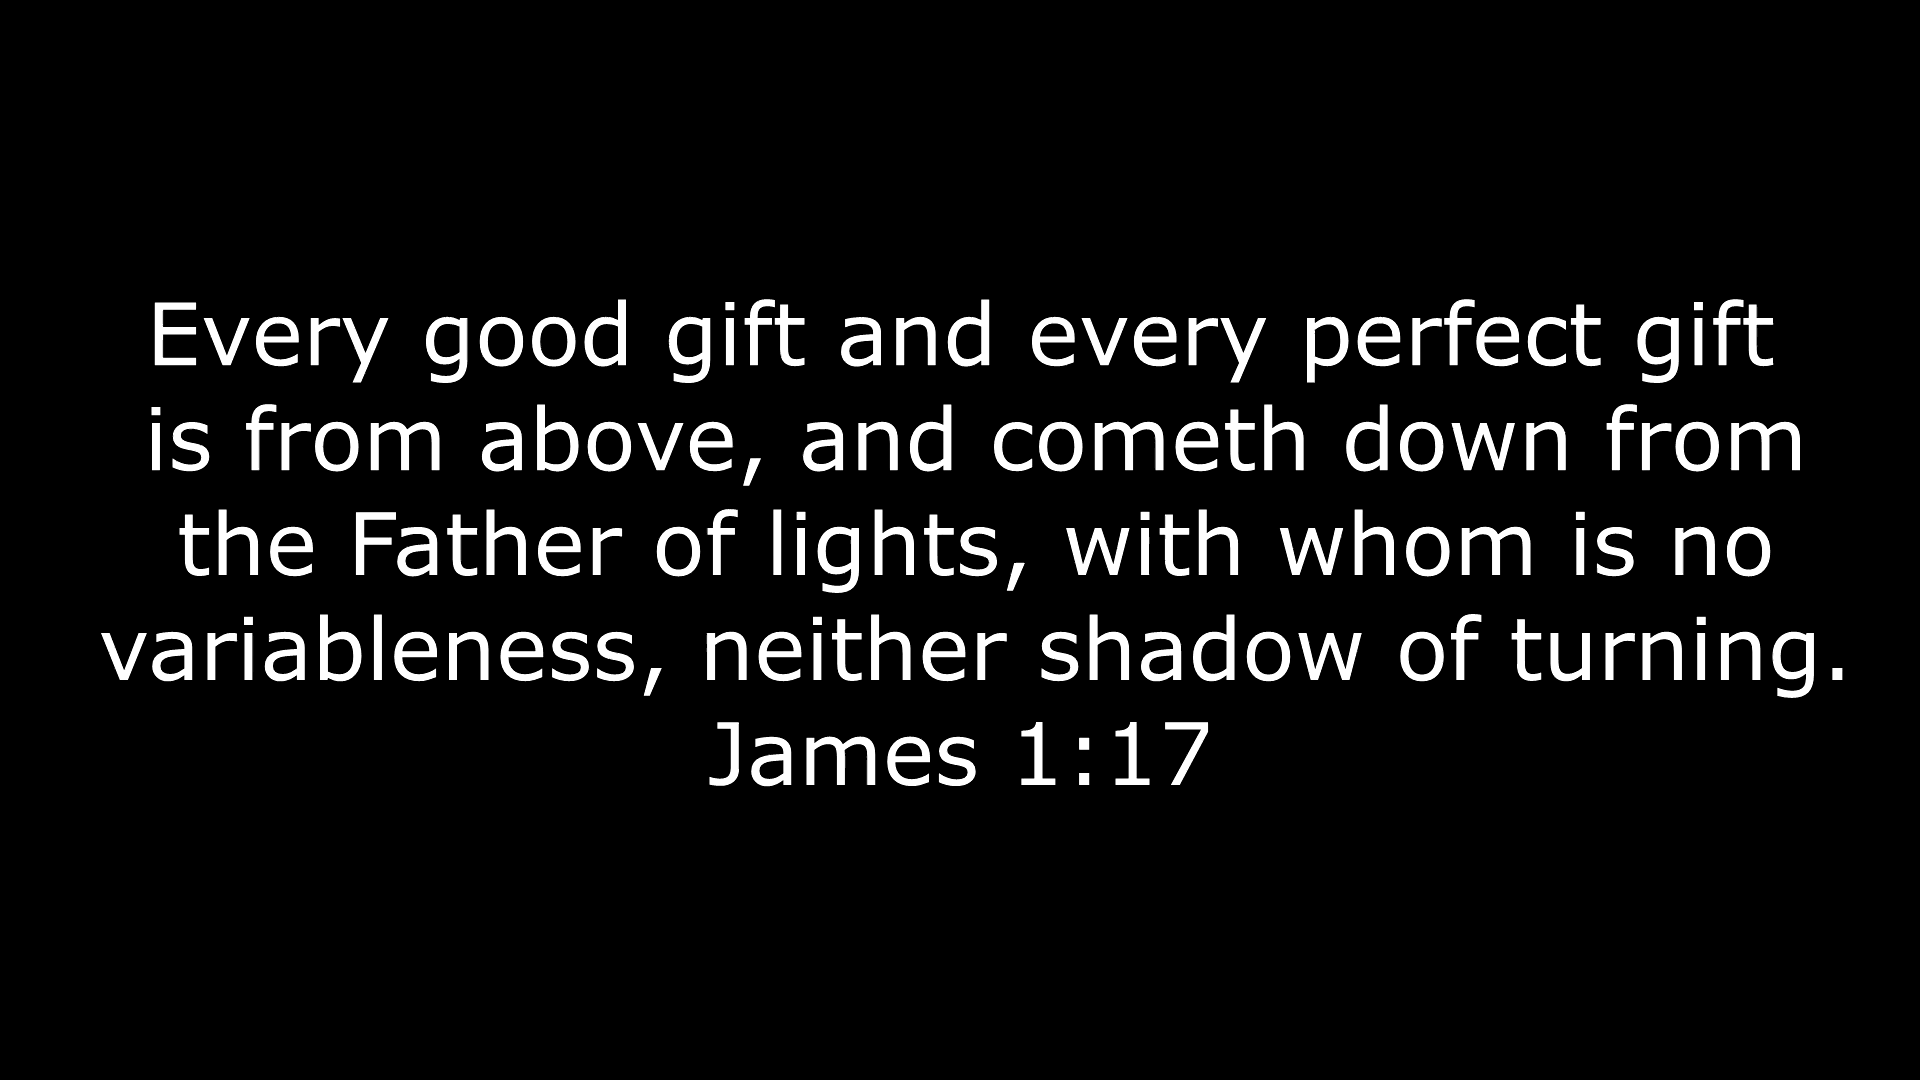 Every good gift and every perfect gift
is from above, and cometh down from
the Father of lights, with whom is no
variableness, neither shadow of turning.
James 1:17